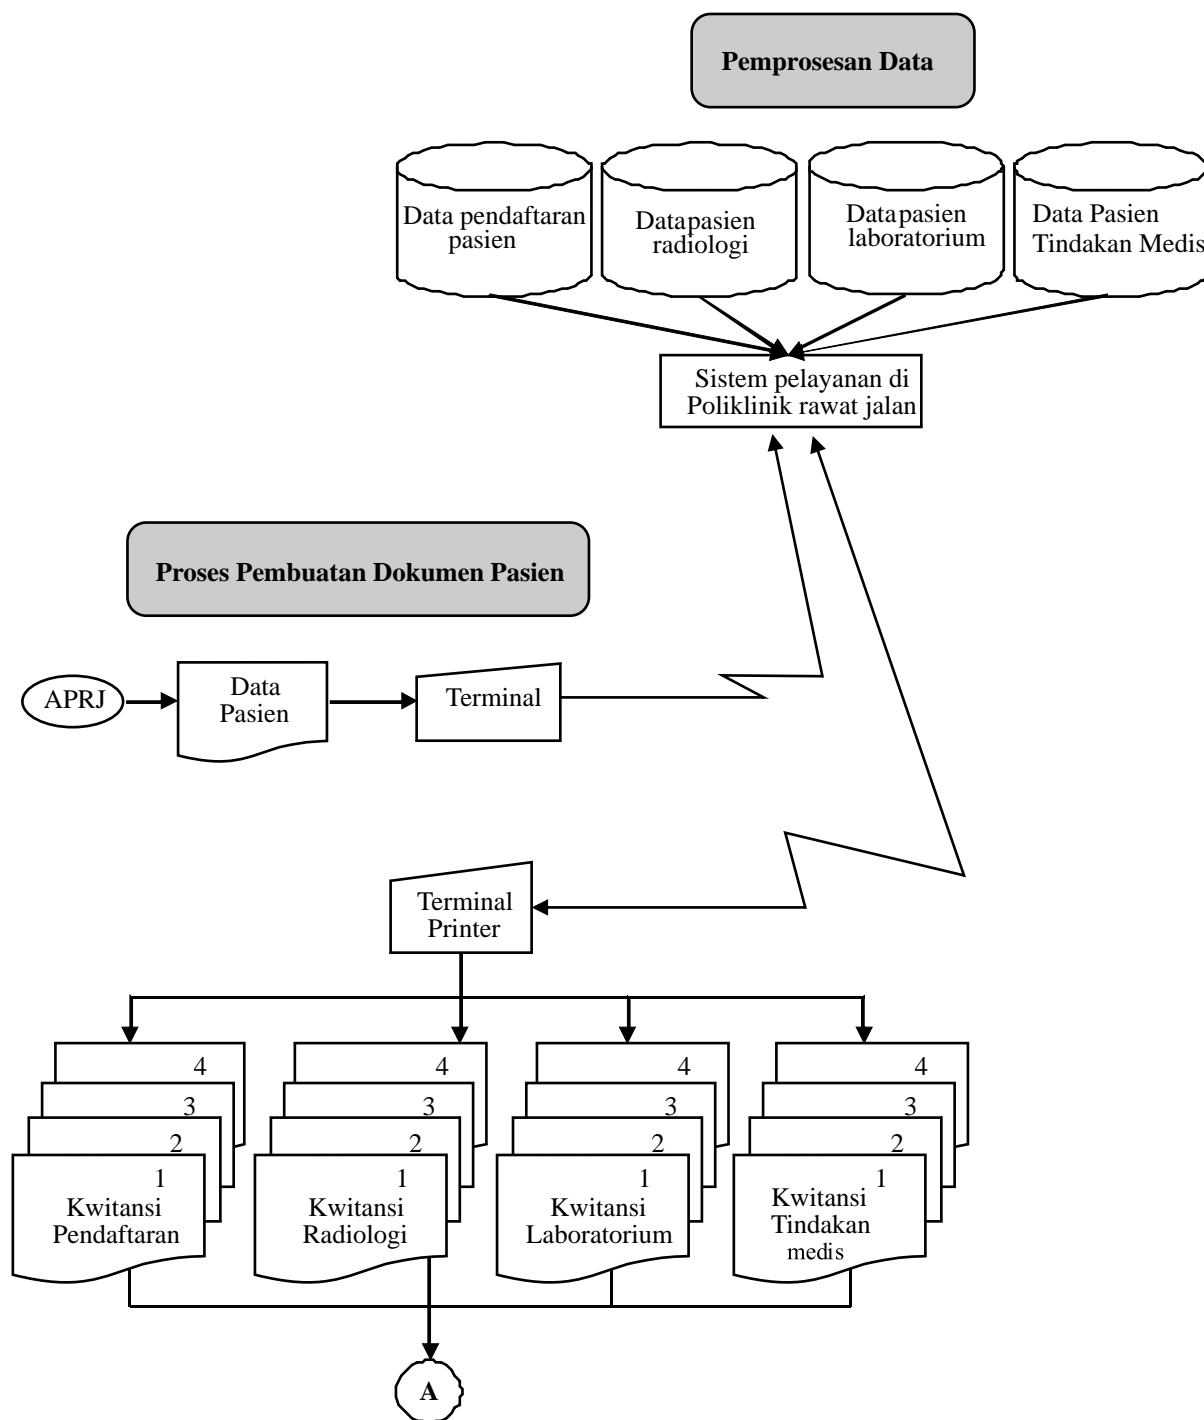 Pemprosesan Data
Data pendaftaran
pasien
Datapasien
radiologi
Datapasien
laboratorium
Data Pasien
Tindakan Medis
Sistem pelayanan di
Poliklinik rawat jalan
Proses Pembuatan Dokumen Pasien
APRJ
Data
Pasien
Terminal
Terminal
Printer
4
3
2
1
Kwitansi
Pendaftaran
4
3
2
1
Kwitansi
Radiologi
4
3
2
1
Kwitansi
Laboratorium
4
3
2
1
Kwitansi
Tindakan
medis
A